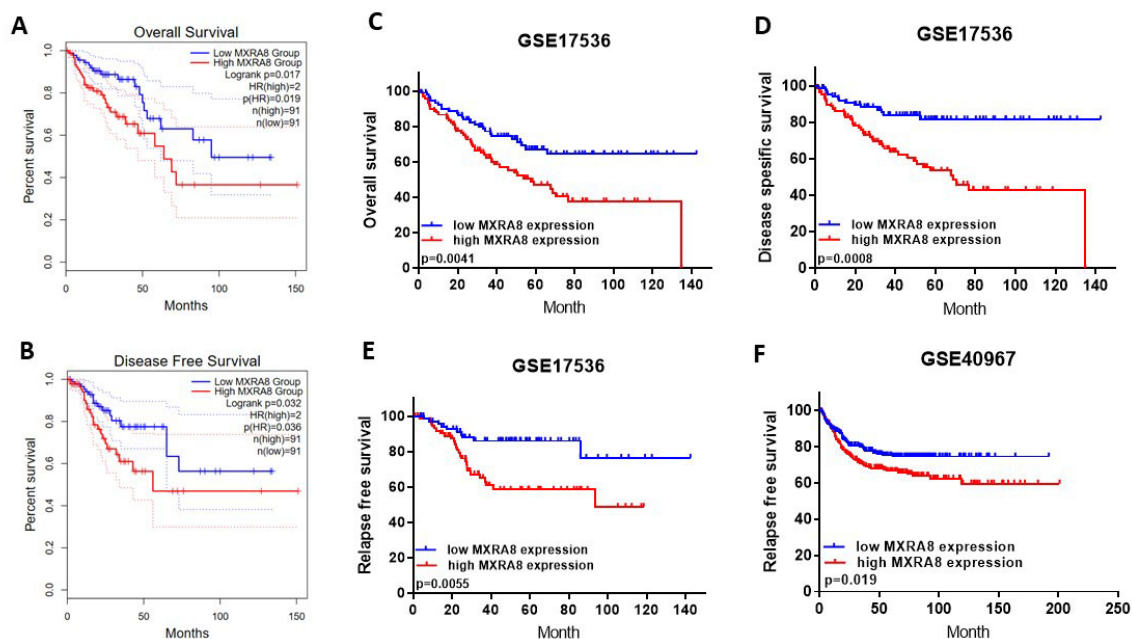 A
Overall Survival
Low MXRA8 Group
High MXRA8 Group
Logrank p=0.017
HR(high)=2
p(HR)=0.019
n(high)=91
n(low)=91
Percent survival
1.0
0.8
0.6
0.4
0.2
0.0
0 50 100 150
Months
C
GSE17536
Overall survival
100
80
60
40
20
0
low MXRA8 expression
high MXRA8 expression
p=0.0041
0 20 40 60 80 100 120 140
Month
D
GSE17536
Disease spesific survival
100
80
60
40
20
0
low MXRA8 expression
high MXRA8 expression
p=0.0008
0 20 40 60 80 100 120 140
Month
B
Disease Free Survival
Low MXRA8 Group
High MXRA8 Group
Logrank p=0.032
HR(high)=2
p(HR)=0.036
n(high)=91
n(low)=91
Percent survival
1.0
0.8
0.6
0.4
0.2
0.0
0 50 100 150
Months
E
GSE17536
Relapse free survival
100
80
60
40
20
0
low MXRA8 expression
high MXRA8 expression
p=0.0055
0 20 40 60 80 100 120 140
Month
F
GSE40967
Relapse free survival
100
80
60
40
20
0
low MXRA8 expression
high MXRA8 expression
p=0.019
0 50 100 150 200 250
Month